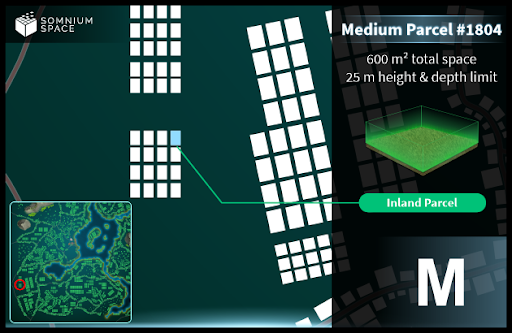 SOMNIUM
SPACE
Medium Parcel #1804
600 m² total space
25 m height & depth limit
Inland Parcel
M